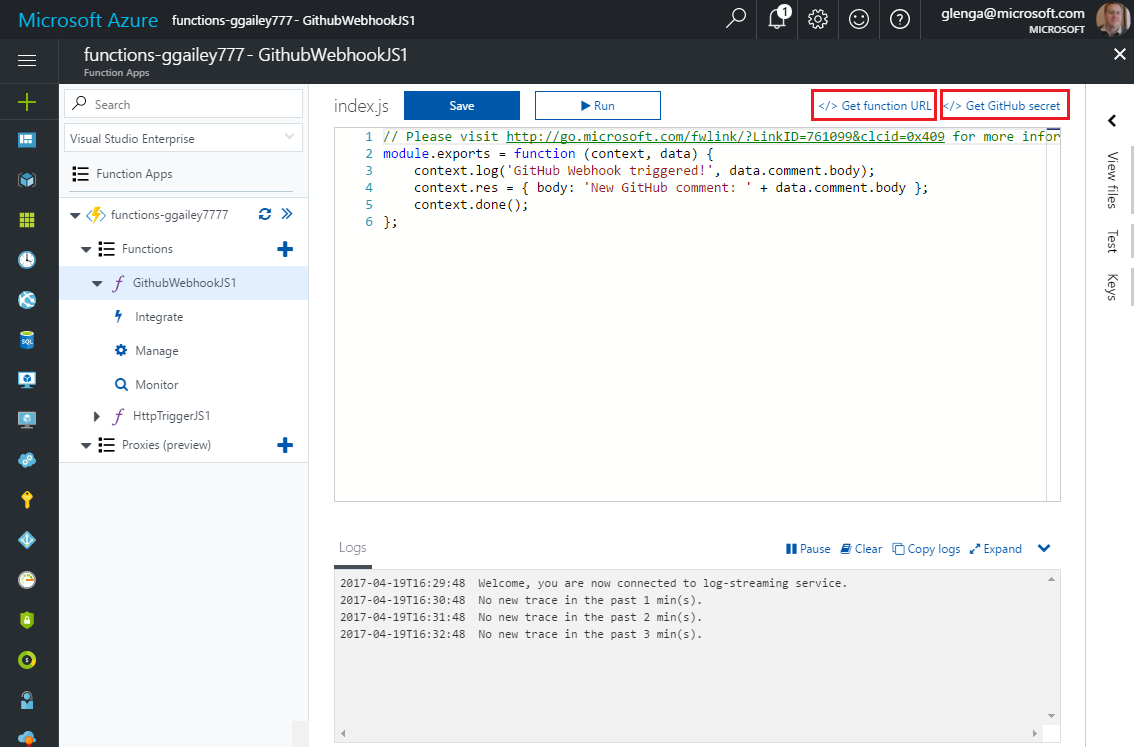 Microsoft Azure functions-ggailey777 - GithubWebhookJS1
1
glenga@microsoft.com
MICROSOFT
functions-ggailey777 - GithubWebhookJS1
Function Apps
Search
Visual Studio Enterprise
Function Apps
functions-ggailey7777
Functions
GithubWebhookJS1
Integrate
Manage
Monitor
HttpTriggerJS1
Proxies (preview)
SQL
index.js
Save
Run
</> Get function URL
</> Get GitHub secret
1 // Please visit http://go.microsoft.com/fwlink/?LinkID=761099&clcid=0x409 for more infor
2 module.exports = function (context, data) {
3 context.log('GitHub Webhook triggered!', data.comment.body);
4 context.res = { body: 'New GitHub comment: ' + data.comment.body };
5 context.done();
6 };
View files
Test
Keys
Logs
Pause
Clear
Copy logs
Expand
2017-04-19T16:29:48 Welcome, you are now connected to log-streaming service.
2017-04-19T16:30:48 No new trace in the past 1 min(s).
2017-04-19T16:31:48 No new trace in the past 2 min(s).
2017-04-19T16:32:48 No new trace in the past 3 min(s).